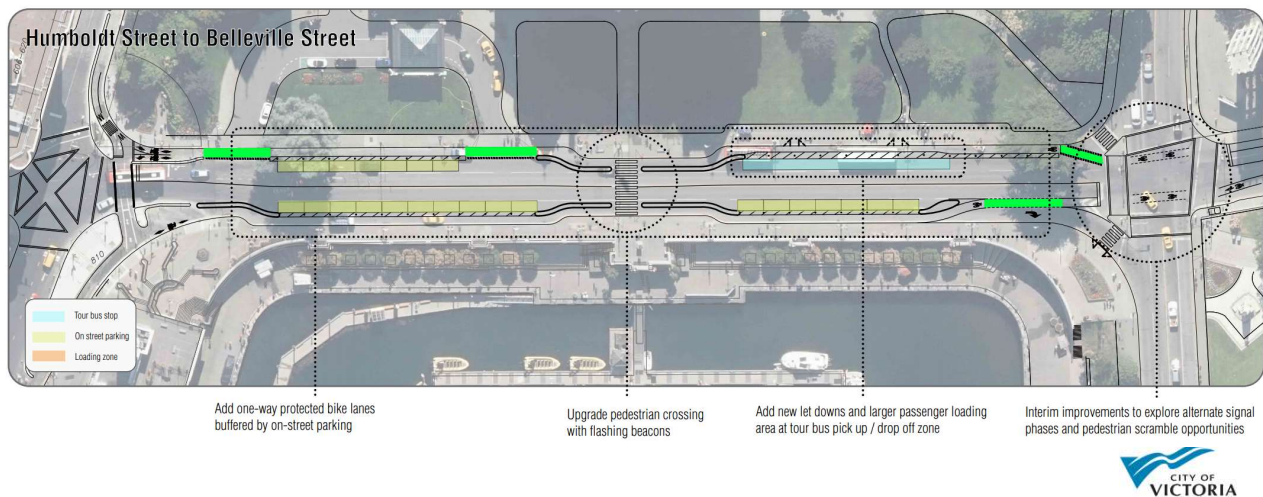 Humboldt Street to Belleville Street
608 - 620
810
Tour bus stop
On street parking
Loading zone
Add one-way protected bike lanes
buffered by on-street parking
Upgrade pedestrian crossing
with flashing beacons
Add new let downs and larger passenger loading
area at tour bus pick up / drop off zone
Interim improvements to explore alternate signal
phases and pedestrian scramble opportunities
CITY OF
VICTORIA